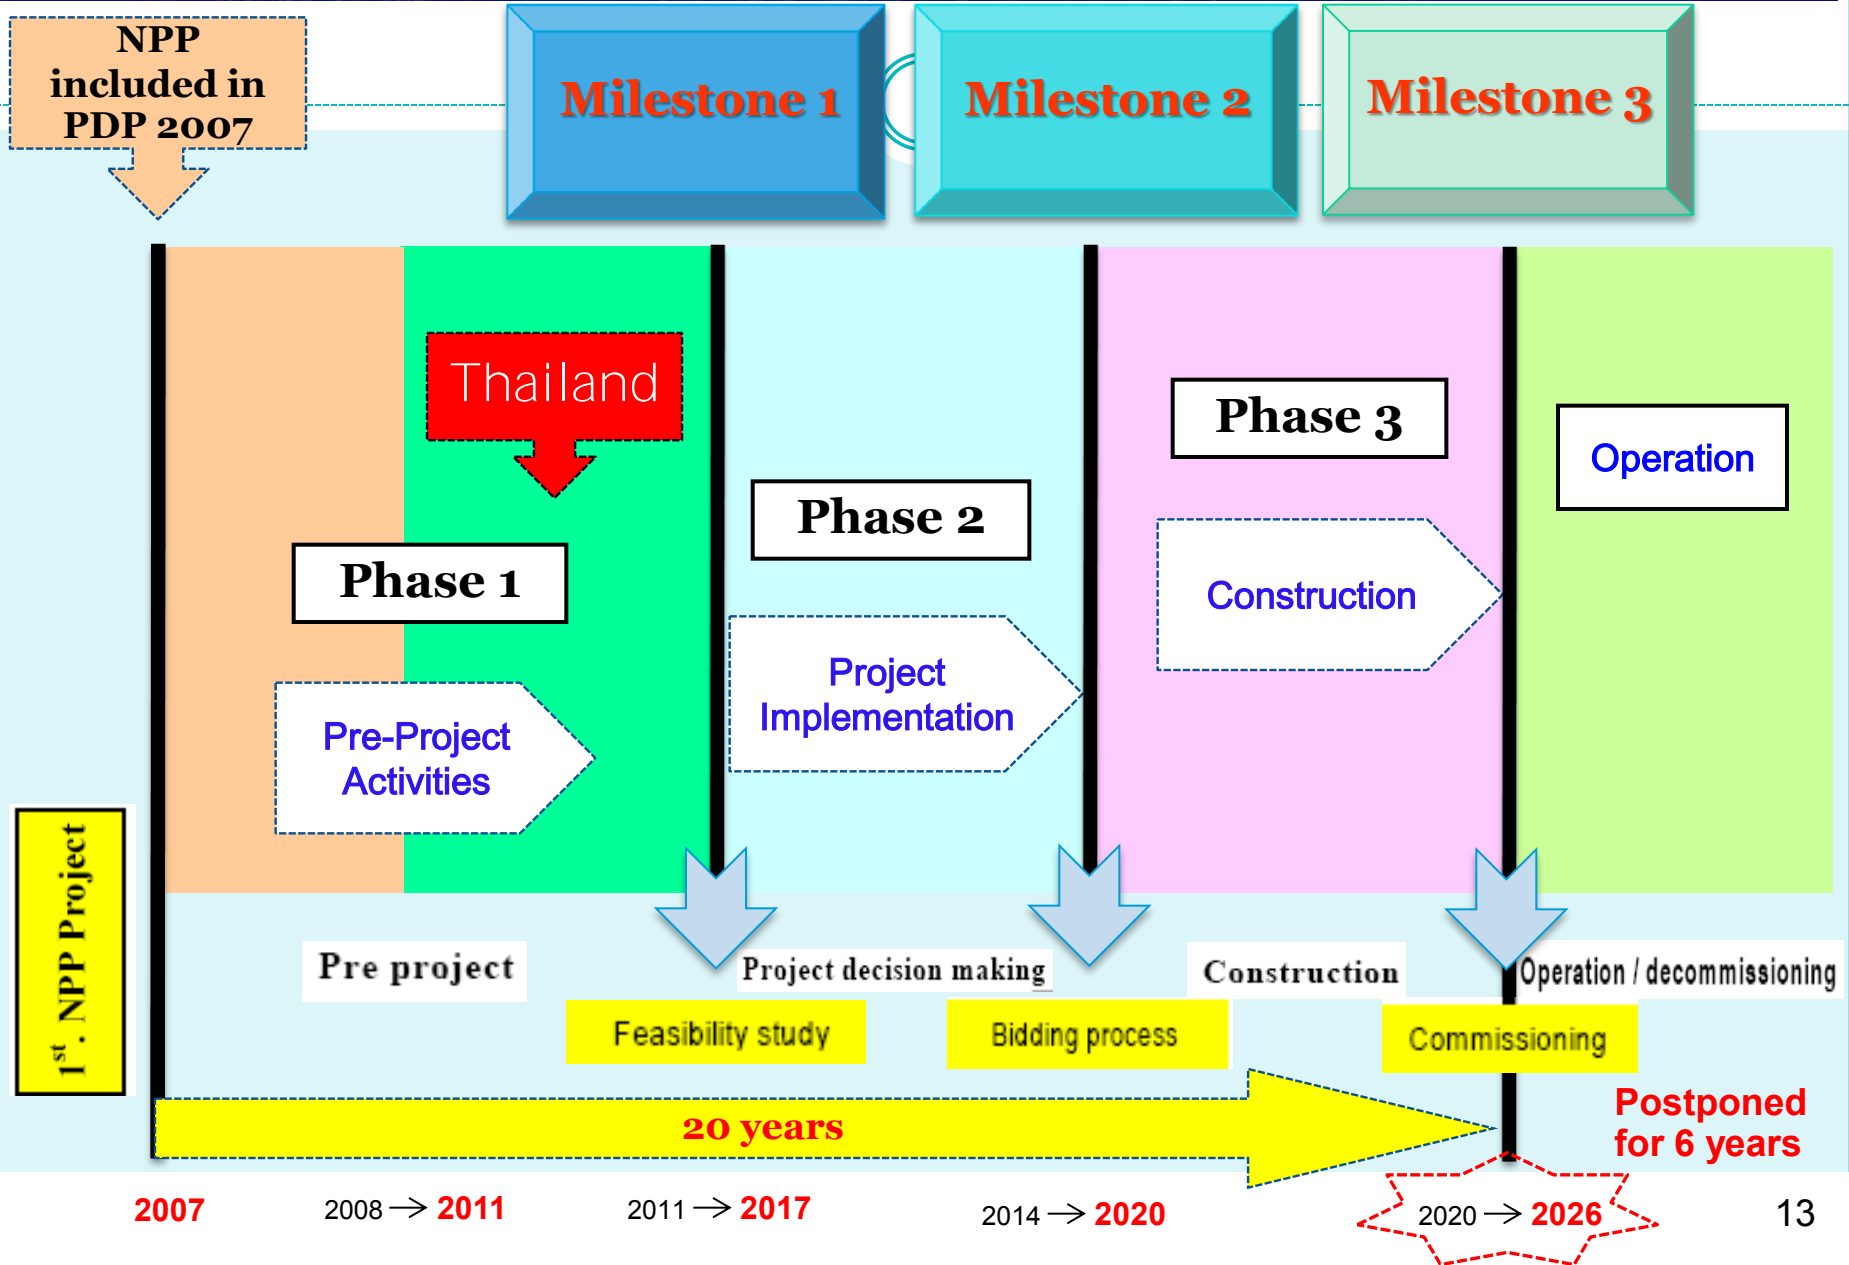 NPP
included in
PDP 2007
Milestone 1
Milestone 2
Milestone 3
Thailand
Phase 1
Phase 2
Phase 3
Operation
Pre-Project
Activities
Project
Implementation
Construction
1st. NPP Project
Pre project
Project decision making
Construction
Operation / decommissioning
Feasibility study
Bidding process
Commissioning
20 years
Postponed
for 6 years
2007
2008 → 2011
2011 → 2017
2014 → 2020
2020 → 2026
13